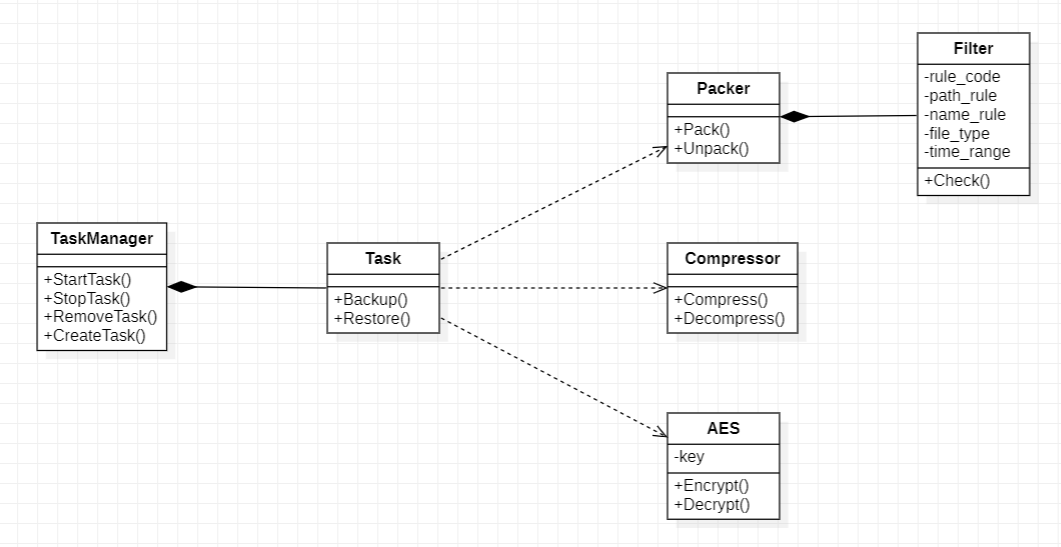 TaskManager
+StartTask()
+StopTask()
+RemoveTask()
+CreateTask()
Task
+Backup()
+Restore()
Packer
+Pack()
+Unpack()
Filter
-rule_code
-path_rule
-name_rule
-file_type
-time_range
+Check()
Compressor
+Compress()
+Decompress()
AES
-key
+Encrypt()
+Decrypt()